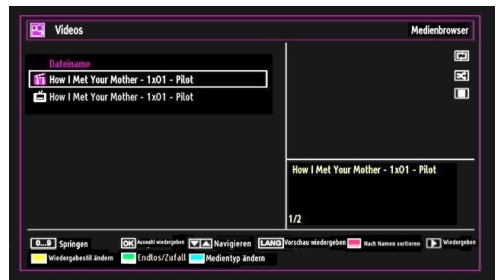 Videos
Medienbrowser
Dateiname
How I Met Your Mother - 1x01 - Pilot
How I Met Your Mother - 1x01 - Pilot
How I Met Your Mother - 1x01 - Pilot
1/2
0...9 Springen OK Auswahl wiedergeben Navigieren LANG Vorschau wiedergeben Nach Namen sortieren Wiedergeben
Wiedergabestil ändern Endlos/Zufall Medientyp ändern